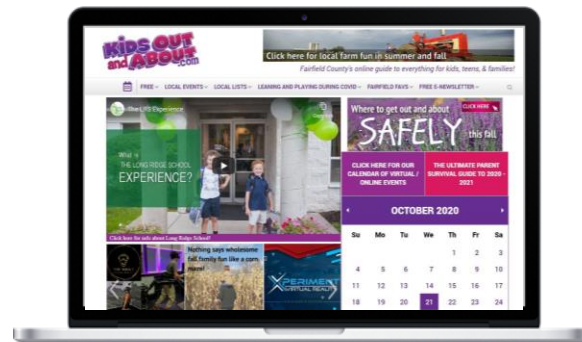 KIDS OUT
and ABOUT
.com
Click here for local farm fun in summer and fall
Fairfield County's online guide to everything for kids, teens, & families!
FREE LOCAL EVENTS LOCAL LISTS LEANING AND PLAYING DURING COVID FAIRFIELD FAVS FREE E-NEWSLETTER
What is
THE LONG RIDGE SCHOOL
EXPERIENCE?
Click here for info about Long Ridge School!
Nothing says wholesome
fall family fun like a corn
maze!
XPERIMENT
VIRTUAL REALITY
Where to get out and about CLICK HERE
SAFELY this fall
CLICK HERE FOR OUR
CALENDAR OF VIRTUAL /
ONLINE EVENTS
THE ULTIMATE PARENT
SURVIVAL GUIDE TO 2020 -
2021
OCTOBER 2020
Su Mo Tu We Th Fr Sa
1 2 3
4 5 6 7 8 9 10
11 12 13 14 15 16 17
18 19 20 21 22 23 24